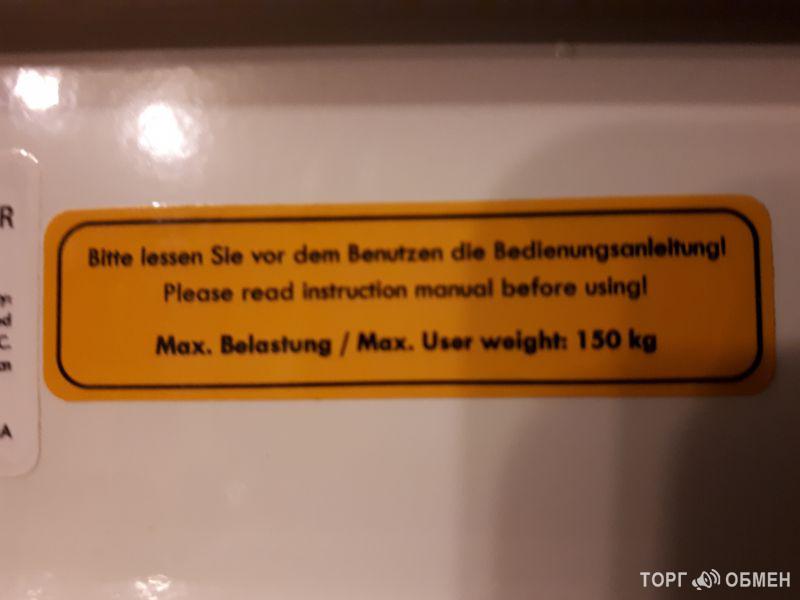 R
Bitte lessen Sie vor dem Benutzen die Bedienungsanleitung!
Please read instruction manual before using!
Max. Belastung / Max. User weight: 150 kg
C.
A
ТОРГ ОБМЕН